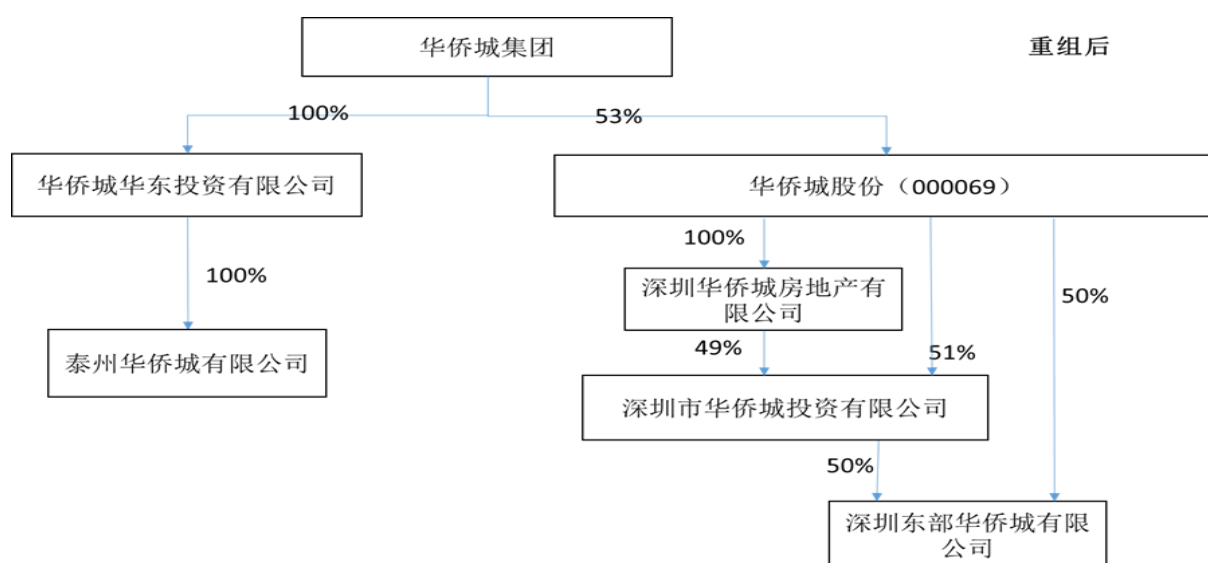 华侨城集团
重组后
100%
53%
华侨城华东投资有限公司
华侨城股份（000069）
100%
100%
50%
深圳华侨城房地产有
限公司
泰州华侨城有限公司
49%
51%
深圳市华侨城投资有限公司
50%
深圳东部华侨城有限
公司